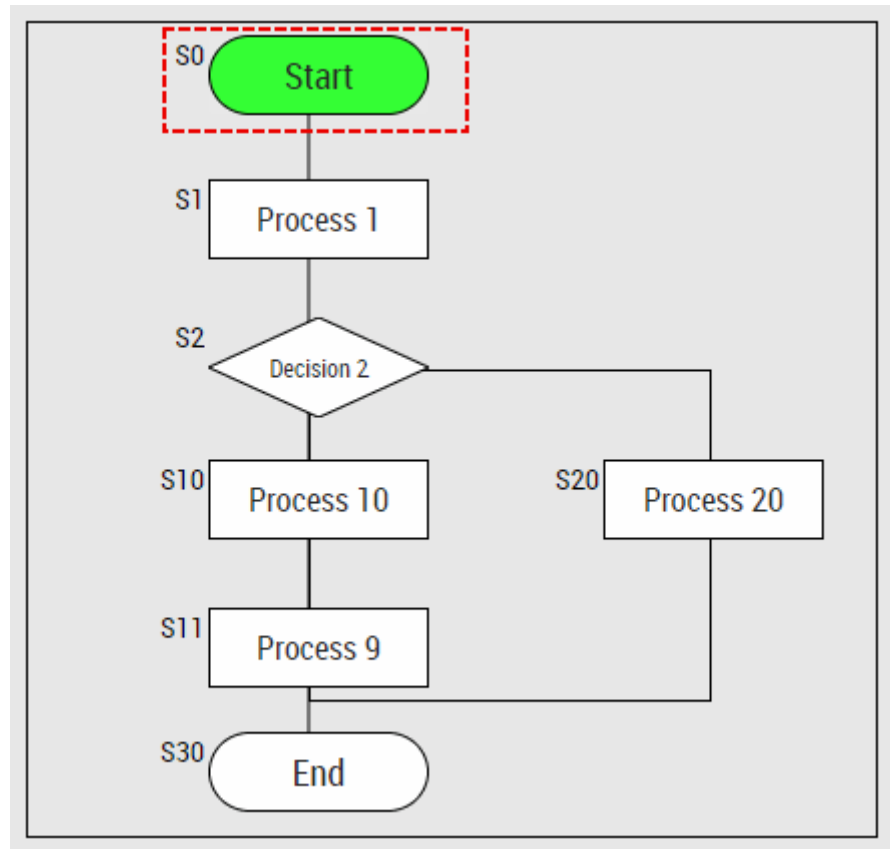 S0
Start
S1
Process 1
S2
Decision 2
S10
Process 10
S20
Process 20
S11
Process 9
S30
End